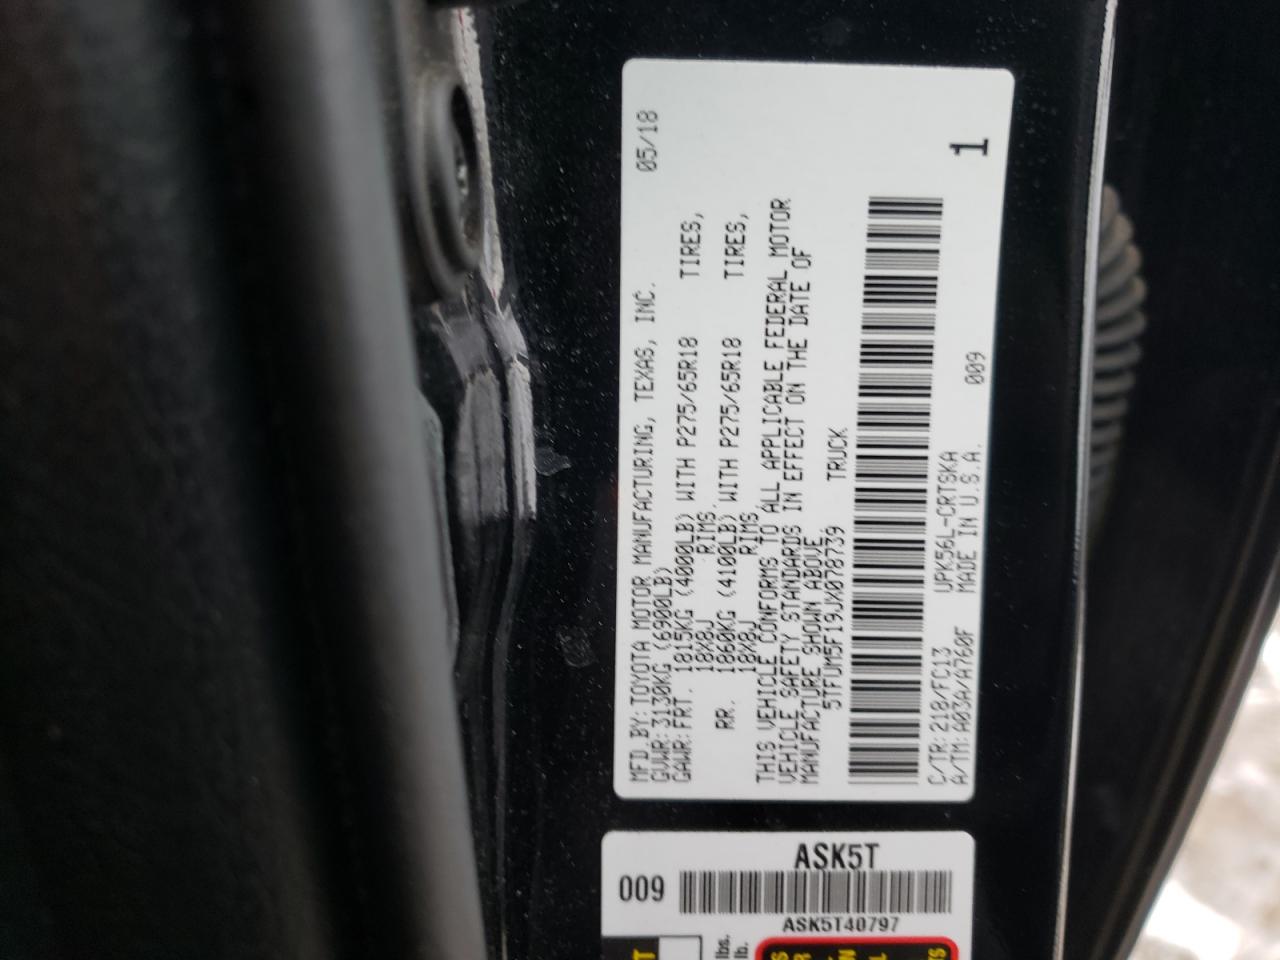 05/18
MFD.BY:TOYOTA MOTOR MANUFACTURING, TEXAS, INC.
GVWR:3130KG (6900LB)
GAWR:FRT. 1815KG (4000LB) WITH P275/65R18 TIRES,
18X8J RIMS.
RR. 1860KG (4100LB) WITH P275/65R18 TIRES,
18X8J RIMS.
THIS VEHICLE CONFORMS TO ALL APPLICABLE FEDERAL MOTOR
VEHICLE SAFETY STANDARDS IN EFFECT ON THE DATE OF
MANUFACTURE SHOWN ABOVE.
5TFUM5F19JX078739 TRUCK
1
C/TR:218/FC13 UPK56L-CRTSKA 009
A/TM:A03A/A760F MADE IN U.S.A.
ASK5T
009
ASK5T40797
lbs.
lb.